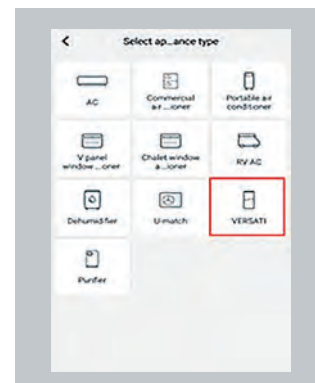 Select ap...ance type
AC
Commercial
air ...ioner
Portable air
conditioner
V panel
window ...oner
Chalet window
a...ioner
RV AC
Dehumidifier
U-match
VERSATI
Purifier